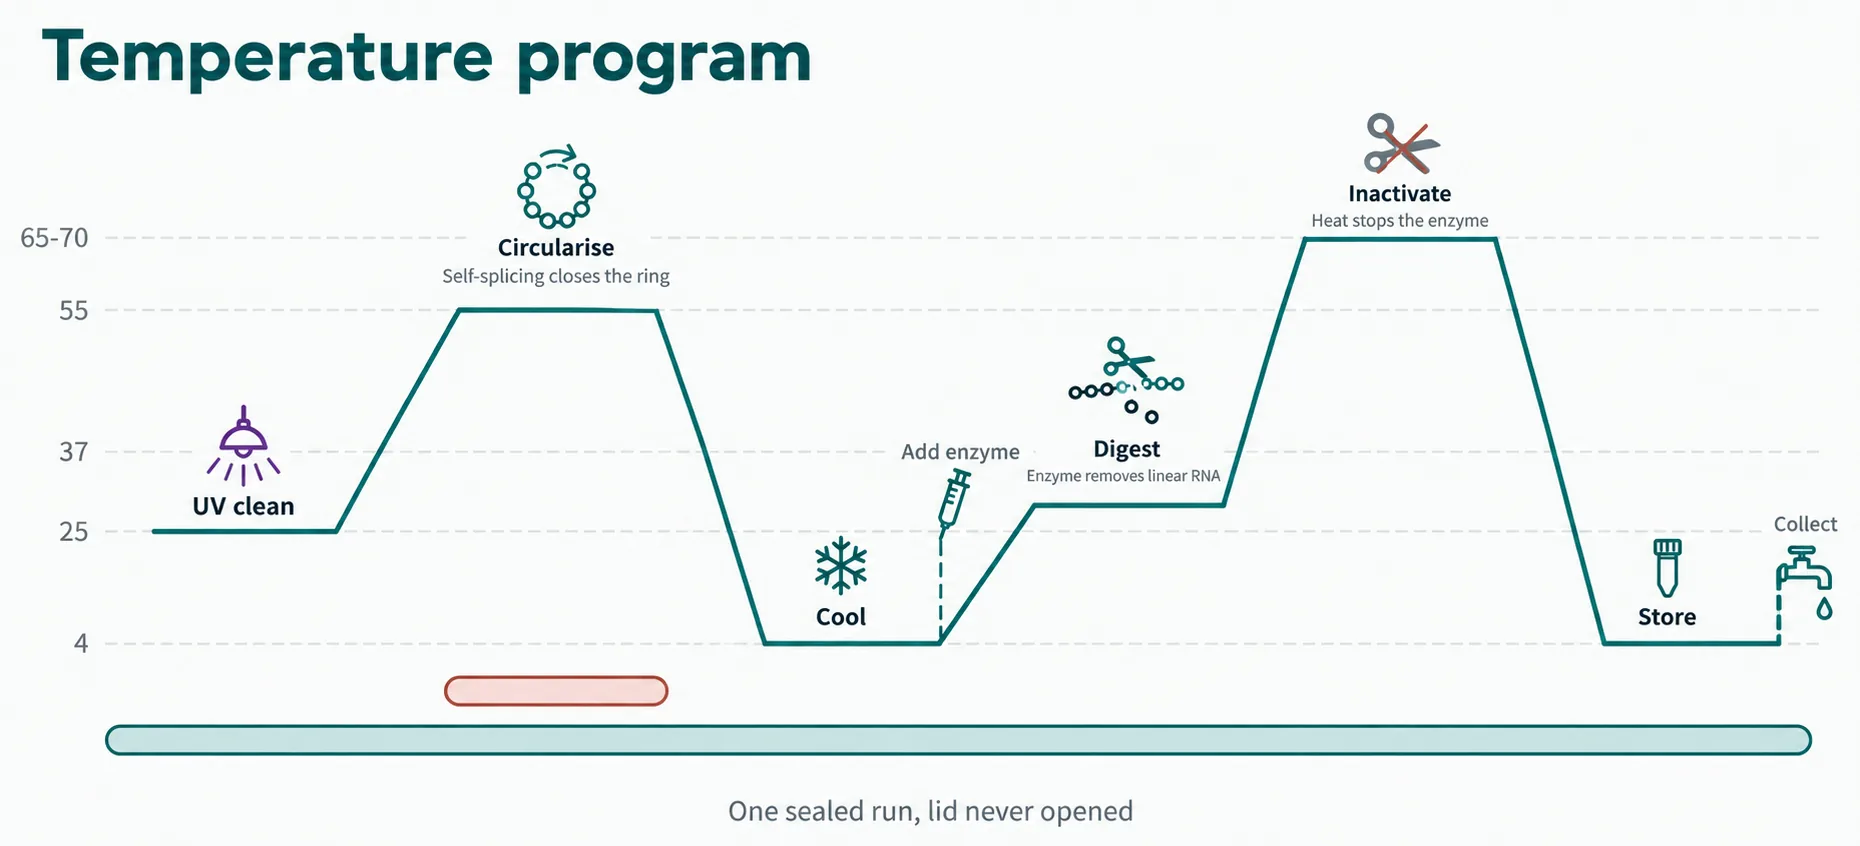 Temperature program
Inactivate
Heat stops the enzyme
65-70
Circularise
Self-splicing closes the ring
55
37
Add enzyme
Digest
Enzyme removes linear RNA
UV clean
25
Collect
Cool
Store
4
One sealed run, lid never opened